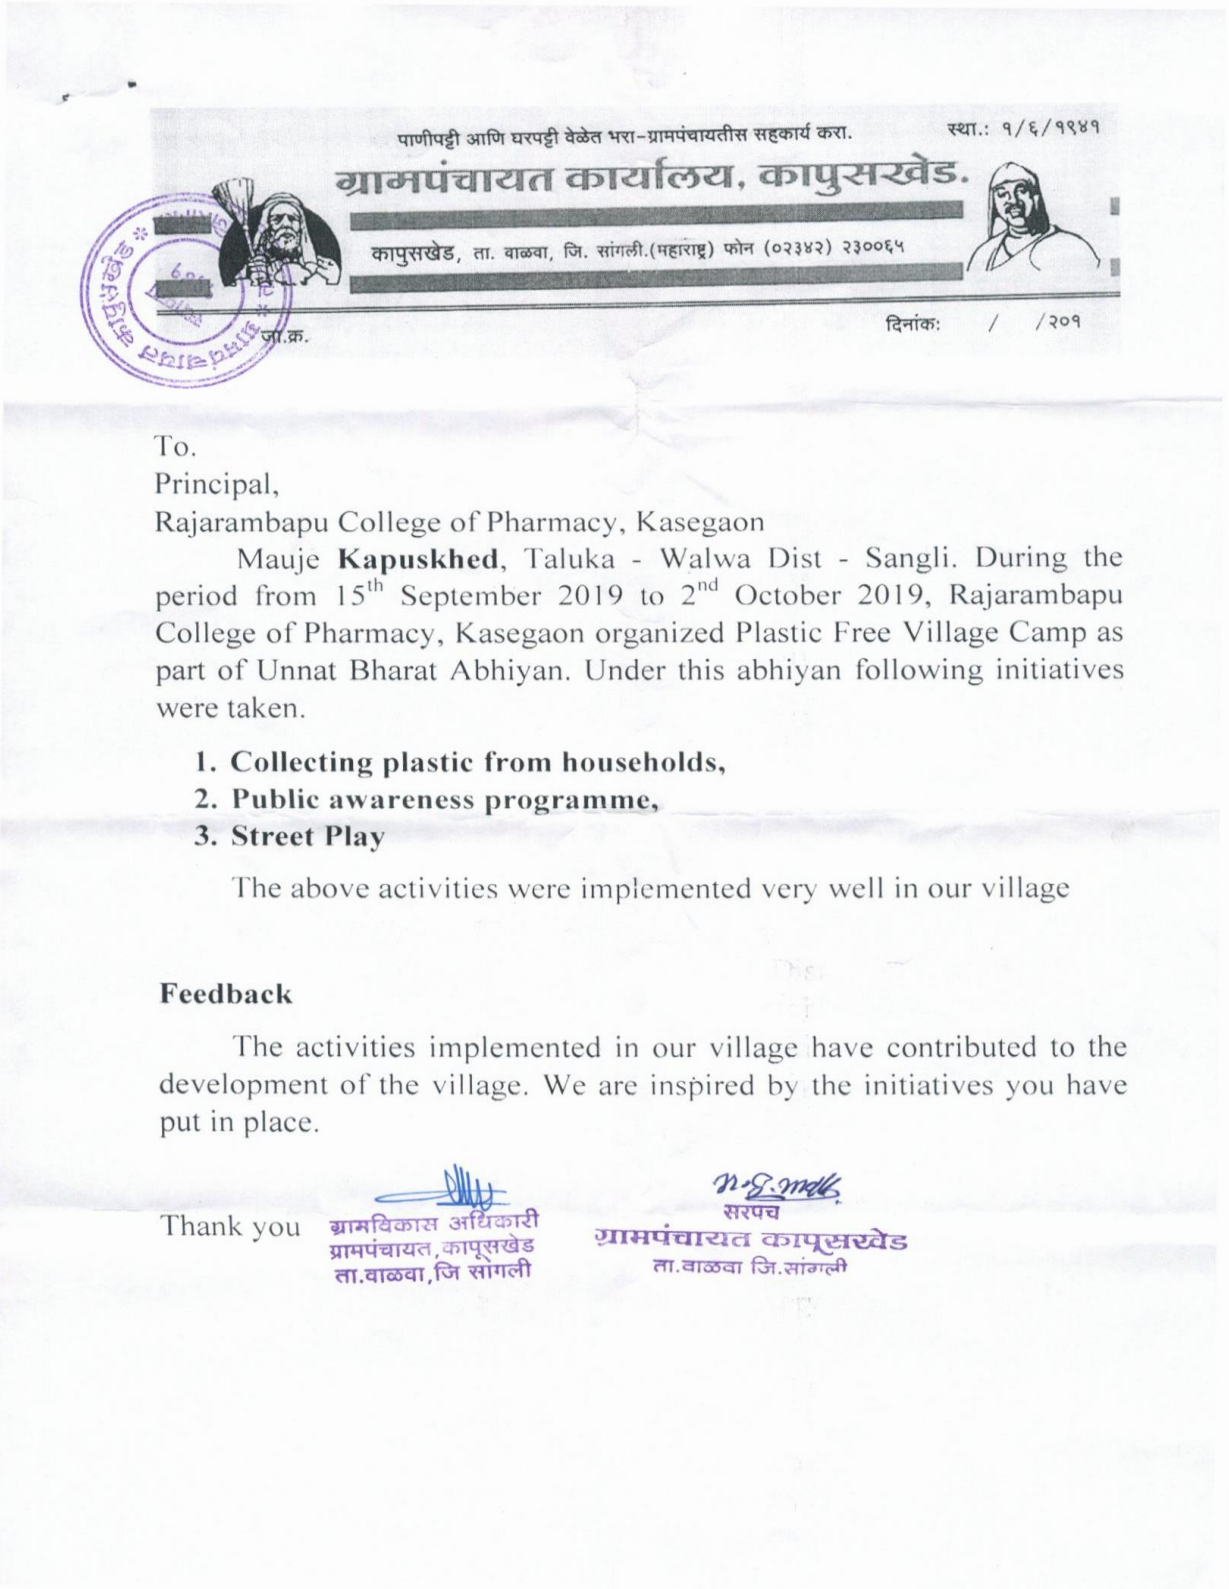 पाणीपट्टी आणि घरपट्टी वेळेत भरा-ग्रामपंचायतीस सहकार्य करा.
स्था.: १/६/१९४१
ग्रामपंचायत कार्यालय, कापुसखेड.
कापुसखेड, ता. वाळवा, जि. सांगली.(महाराष्ट्र) फोन (०२३४२) २३००६५
ग्रामपंचायत कापुसखेड
जा.क्र.
दिनांक: / /२०१
To.
Principal,
Rajarambapu College of Pharmacy, Kasegaon
Mauje Kapuskhed, Taluka - Walwa Dist - Sangli. During the
period from 15th September 2019 to 2nd October 2019, Rajarambapu
College of Pharmacy, Kasegaon organized Plastic Free Village Camp as
part of Unnat Bharat Abhiyan. Under this abhiyan following initiatives
were taken.
1. Collecting plastic from households,
2. Public awareness programme,
3. Street Play
The above activities were implemented very well in our village
Feedback
The activities implemented in our village have contributed to the
development of the village. We are inspired by the initiatives you have
put in place.
Thank you
ग्रामविकास अधिकारी
ग्रामपंचायत,कापूसखेड
ता.वाळवा,जि सांगली
सरपंच
ग्रामपंचायत कापूसखेड
ता.वाळवा जि.सांगली